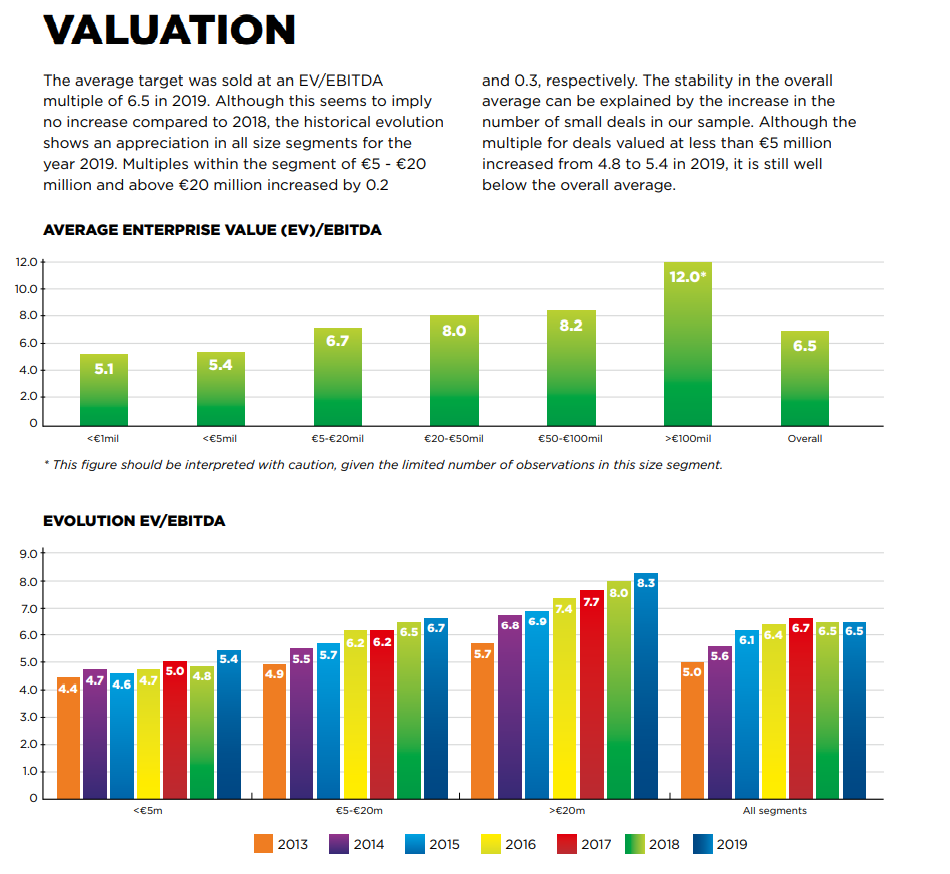 VALUATION
The average target was sold at an EV/EBITDA
multiple of 6.5 in 2019. Although this seems to imply
no increase compared to 2018, the historical evolution
shows an appreciation in all size segments for the
year 2019. Multiples within the segment of €5 - €20
million and above €20 million increased by 0.2
and 0.3, respectively. The stability in the overall
average can be explained by the increase in the
number of small deals in our sample. Although the
multiple for deals valued at less than €5 million
increased from 4.8 to 5.4 in 2019, it is still well
below the overall average.
AVERAGE ENTERPRISE VALUE (EV)/EBITDA
12.0
10.0
8.0
6.0
4.0
2.0
0
5.1 5.4 6.7 8.0 8.2 12.0* 6.5
<€1mil <€5mil €5-€20mil €20-€50mil €50-€100mil >€100mil Overall
* This figure should be interpreted with caution, given the limited number of observations in this size segment.
EVOLUTION EV/EBITDA
9.0
8.0
7.0
6.0
5.0
4.0
3.0
2.0
1.0
0
4.4 4.7 4.6 4.7 5.0 4.8 5.4
4.9 5.5 5.7 6.2 6.2 6.5 6.7
5.7 6.8 6.9 7.4 7.7 8.0 8.3
5.0 5.6 6.1 6.4 6.7 6.5 6.5
<€5m €5-€20m >€20m All segments
2013 2014 2015 2016 2017 2018 2019